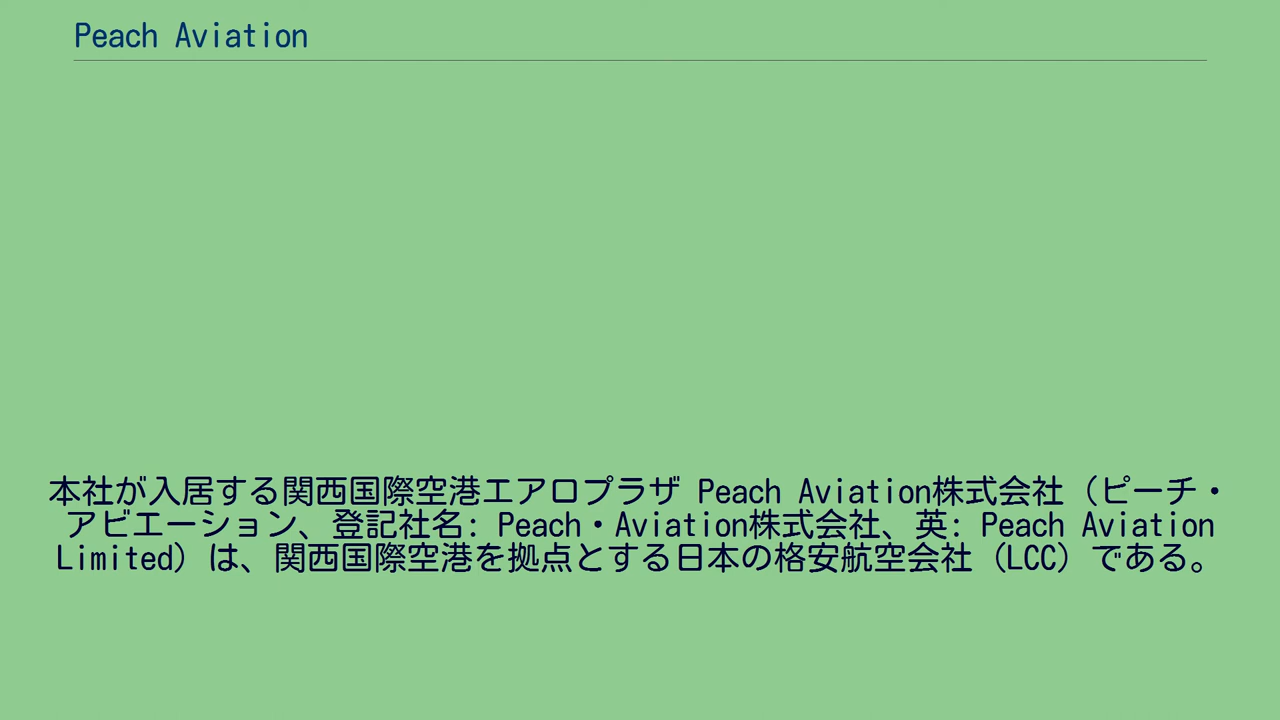 Peach Aviation
本社が入居する関西国際空港エアロプラザ Peach Aviation株式会社（ピーチ・
アビエーション、登記社名: Peach・Aviation株式会社、英: Peach Aviation
Limited）は、関西国際空港を拠点とする日本の格安航空会社（LCC）である。